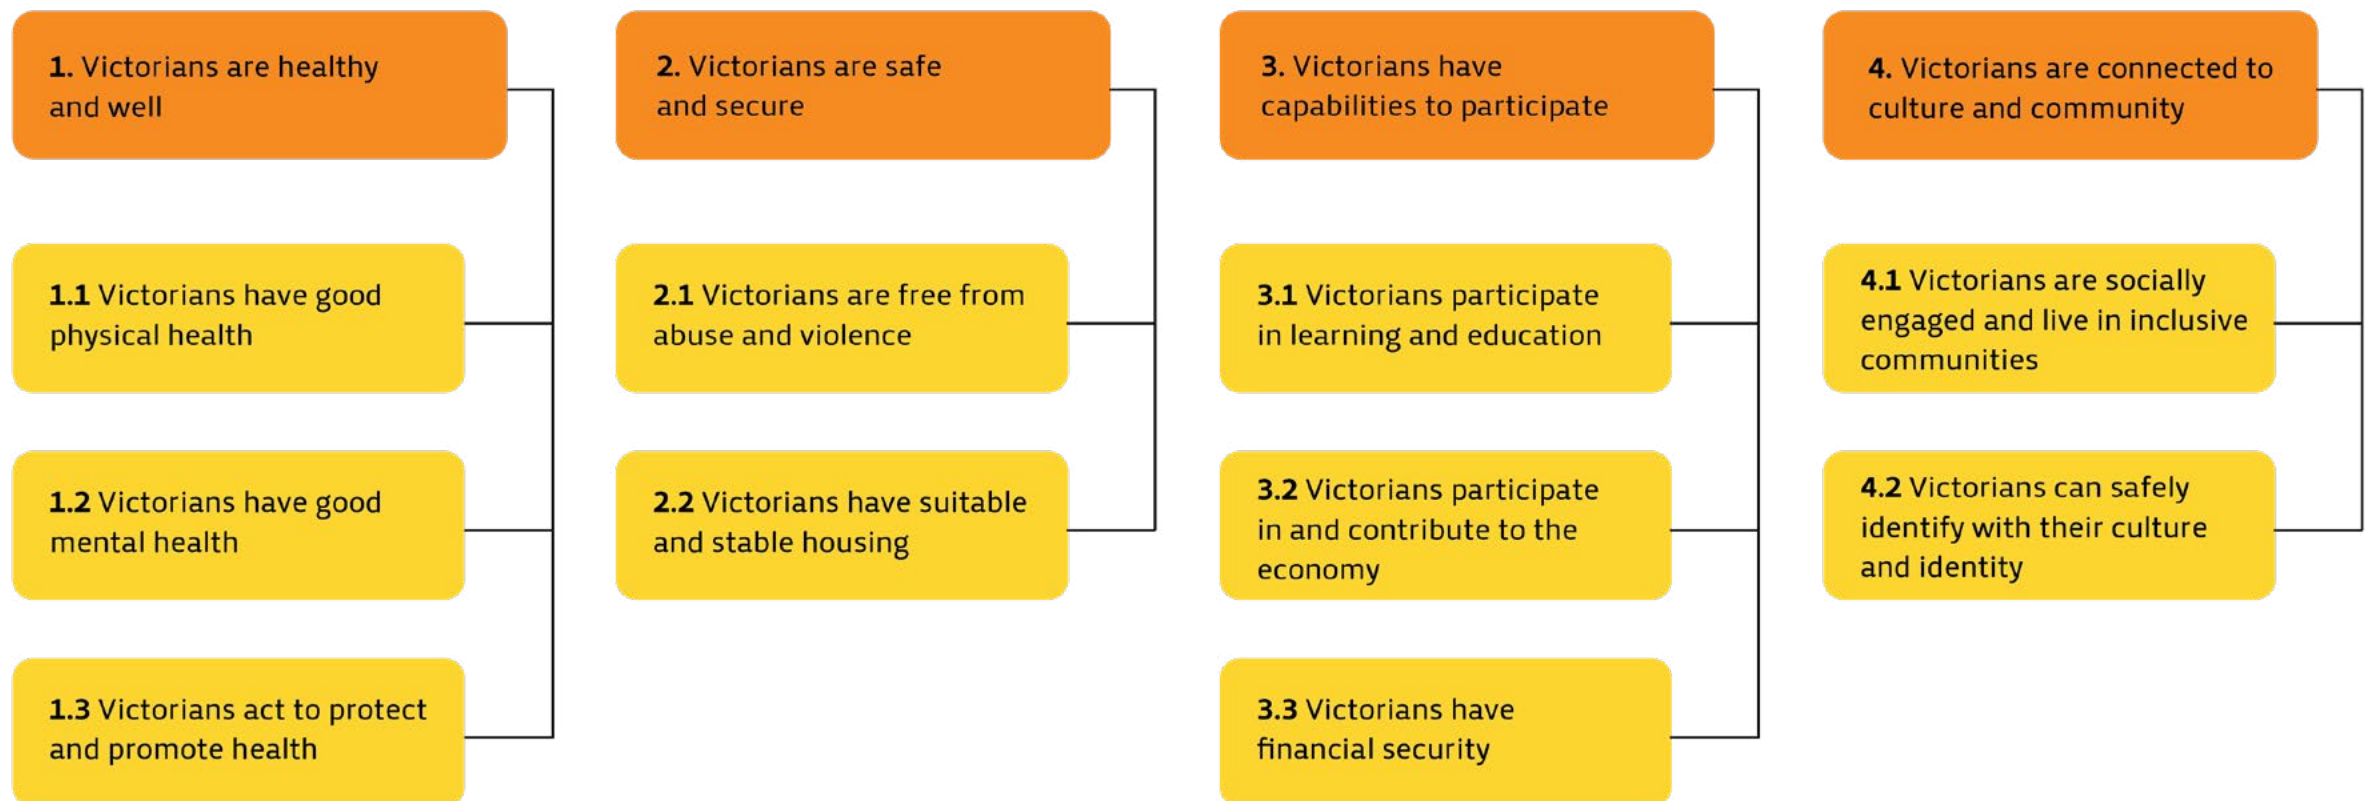 1. Victorians are healthy
and well
1.1 Victorians have good
physical health
1.2 Victorians have good
mental health
1.3 Victorians act to protect
and promote health
2. Victorians are safe
and secure
2.1 Victorians are free from
abuse and violence
2.2 Victorians have suitable
and stable housing
3. Victorians have
capabilities to participate
3.1 Victorians participate
in learning and education
3.2 Victorians participate
in and contribute to the
economy
3.3 Victorians have
financial security
4. Victorians are connected to
culture and community
4.1 Victorians are socially
engaged and live in inclusive
communities
4.2 Victorians can safely
identify with their culture
and identity